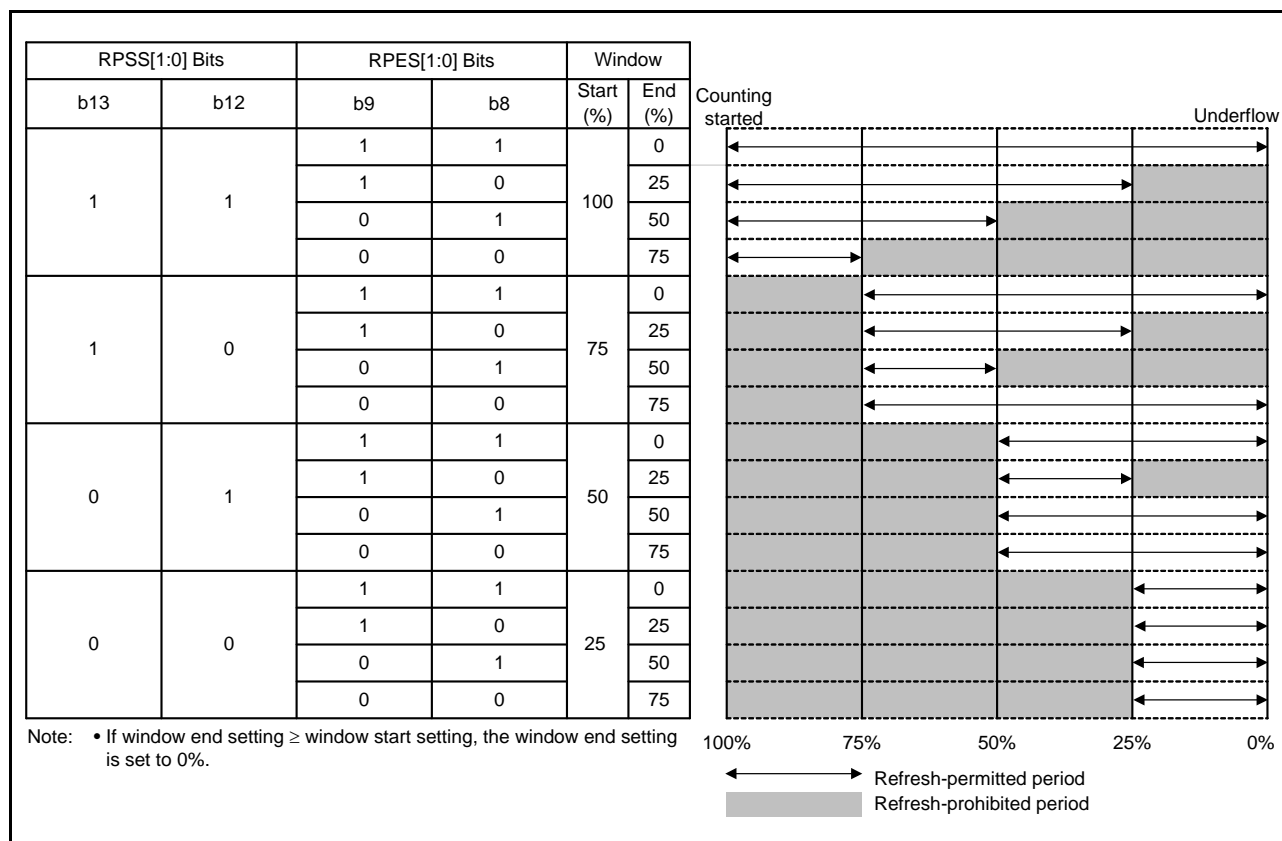 RPSS[1:0] Bits RPES[1:0] Bits Window
b13 b12 b9 b8 Start (%) End (%)
Counting started
Underflow
1 1 100
1 1 0
1 0 25
0 1 50
0 0 75
1 0 75
1 1 0
1 0 25
0 1 50
0 0 75
0 1 50
1 1 0
1 0 25
0 1 50
0 0 75
0 0 25
1 1 0
1 0 25
0 1 50
0 0 75
100% 75% 50% 25% 0%
Note: • If window end setting ≥ window start setting, the window end setting
is set to 0%.
Refresh-permitted period
Refresh-prohibited period